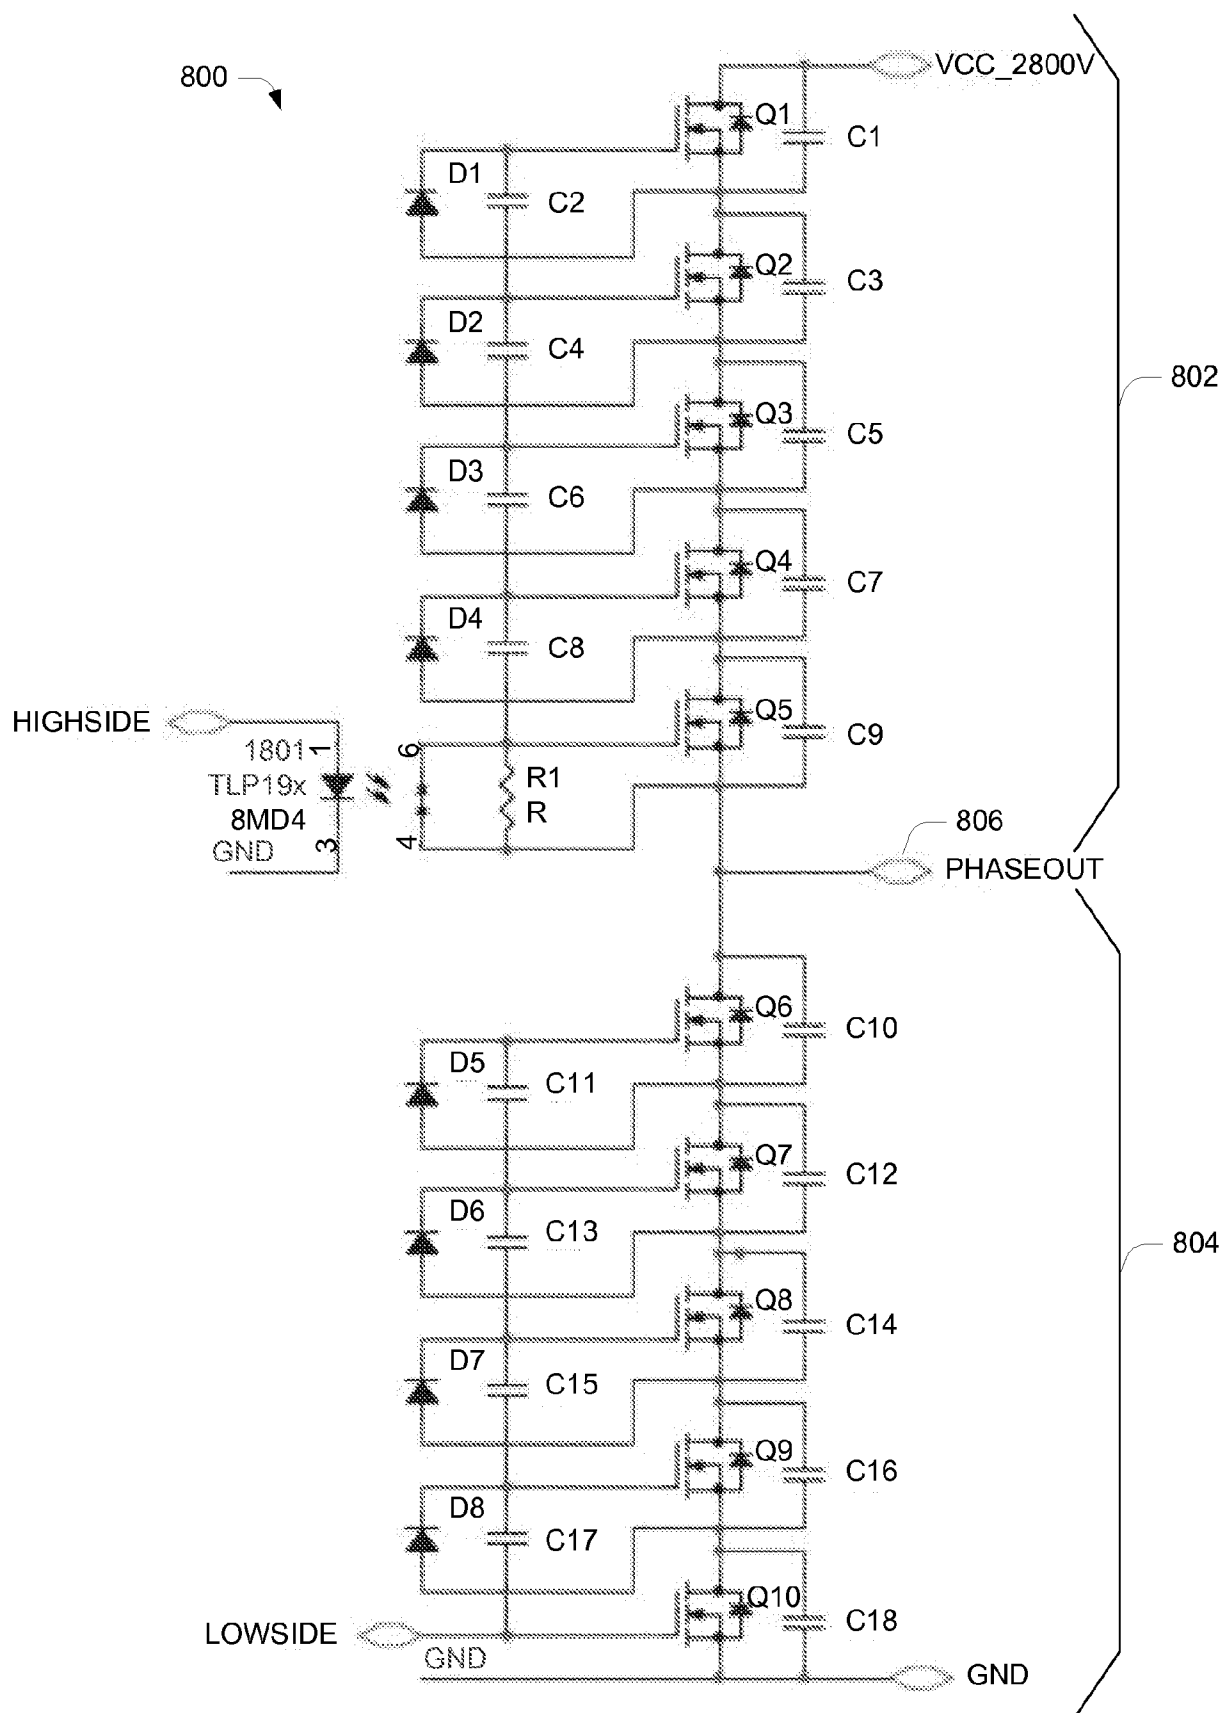 800
VCC_2800V
Q1
C1
D1
C2
Q2
C3
D2
C4
802
Q3
C5
D3
C6
Q4
C7
D4
C8
HIGHSIDE
Q5
C9
1801
1
6
TLP19x
R1
R
8MD4
GND
3
4
806
PHASEOUT
Q6
C10
D5
C11
Q7
C12
D6
C13
804
Q8
C14
D7
C15
Q9
C16
D8
C17
Q10
C18
LOWSIDE
GND
GND